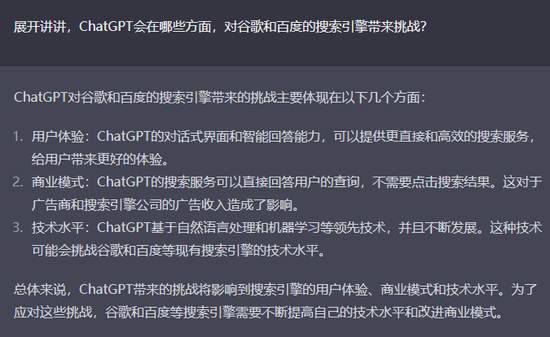 展开讲讲，ChatGPT会在哪些方面，对谷歌和百度的搜索引擎带来挑战？
ChatGPT对谷歌和百度的搜索引擎带来的挑战主要体现在以下几个方面：
1. 用户体验：ChatGPT的对话式界面和智能回答能力，可以提供更直接和高效的搜索服务，
给用户带来更好的体验。
2. 商业模式：ChatGPT的搜索服务可以直接回答用户的查询，不需要点击搜索结果。这对于
广告商和搜索引擎公司的广告收入造成了影响。
3. 技术水平：ChatGPT基于自然语言处理和机器学习等领先技术，并且不断发展。这种技术
可能会挑战谷歌和百度等现有搜索引擎的技术水平。
总体来说，ChatGPT带来的挑战将影响到搜索引擎的用户体验、商业模式和技术水平。为了
应对这些挑战，谷歌和百度等搜索引擎需要不断提高自己的技术水平和改进商业模式。